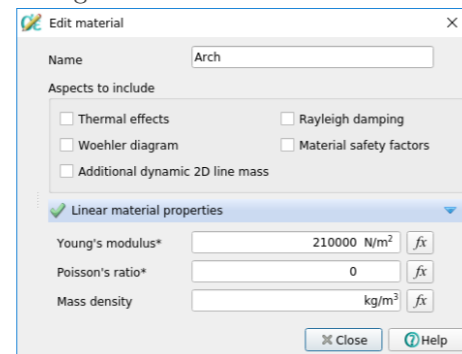 Edit material
Name Arch
Aspects to include
Thermal effects Rayleigh damping
Woehler diagram Material safety factors
Additional dynamic 2D line mass
Linear material properties
Young's modulus* 210000 N/m² fx
Poisson's ratio* 0 fx
Mass density kg/m³ fx
Close Help